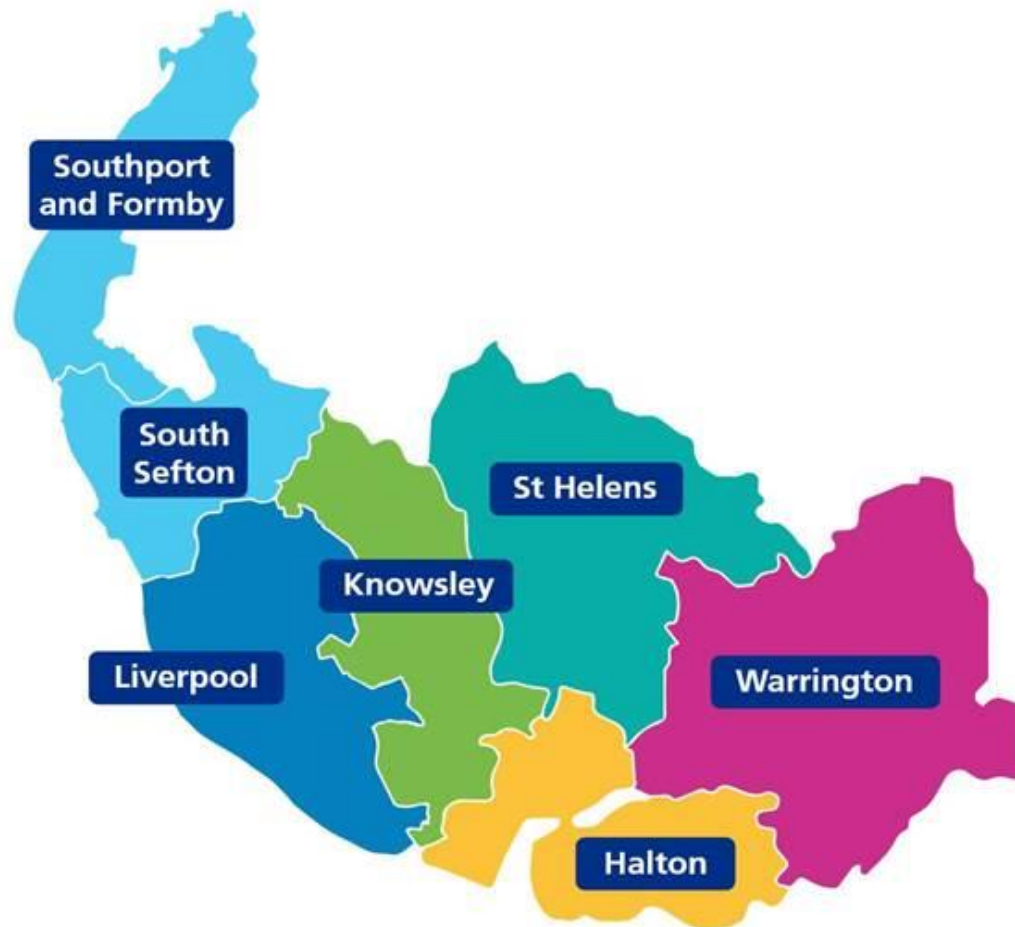 Southport
and Formby
South
Sefton
St Helens
Knowsley
Liverpool
Warrington
Halton